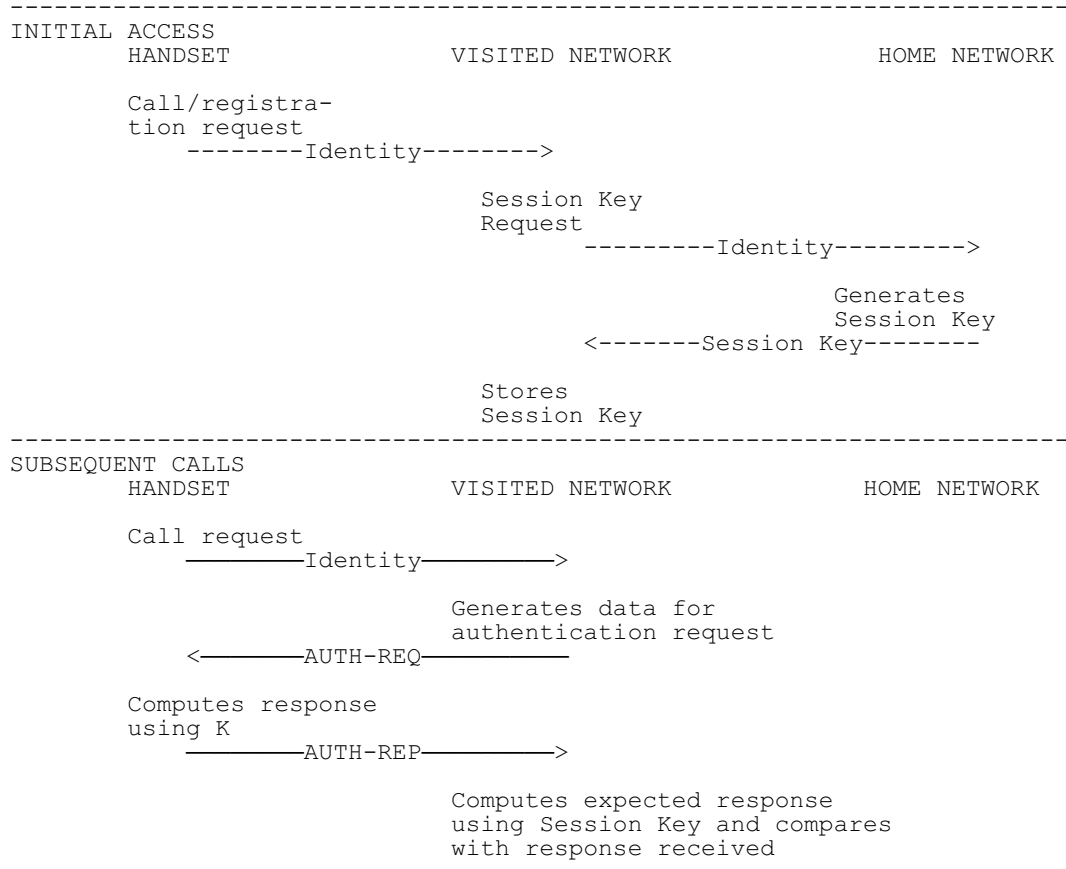 INITIAL ACCESS
HANDSET VISITED NETWORK HOME NETWORK
Call/registra-
tion request
--------Identity-------->
Session Key
Request
---------Identity--------->
Generates
Session Key
<-------Session Key--------
Stores
Session Key
SUBSEQUENT CALLS
HANDSET VISITED NETWORK HOME NETWORK
Call request
————————Identity—————————>
Generates data for
authentication request
<———————AUTH-REQ——————————
Computes response
using K
————————AUTH-REP—————————>
Computes expected response
using Session Key and compares
with response received